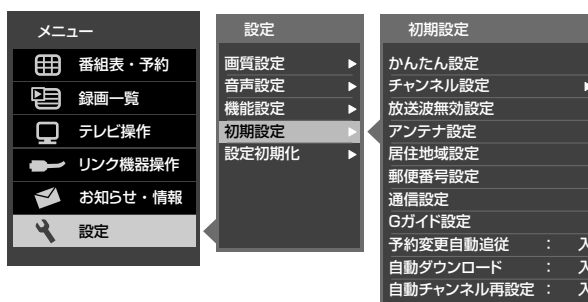 メニュー
番組表・予約
録画一覧
テレビ操作
リンク機器操作
お知らせ・情報
設定
設定
画質設定
音声設定
機能設定
初期設定
設定初期化
初期設定
かんたん設定
チャンネル設定
放送波無効設定
アンテナ設定
居住地域設定
郵便番号設定
通信設定
Gガイド設定
予約変更自動追従 : 入
自動ダウンロード : 入
自動チャンネル再設定 : 入